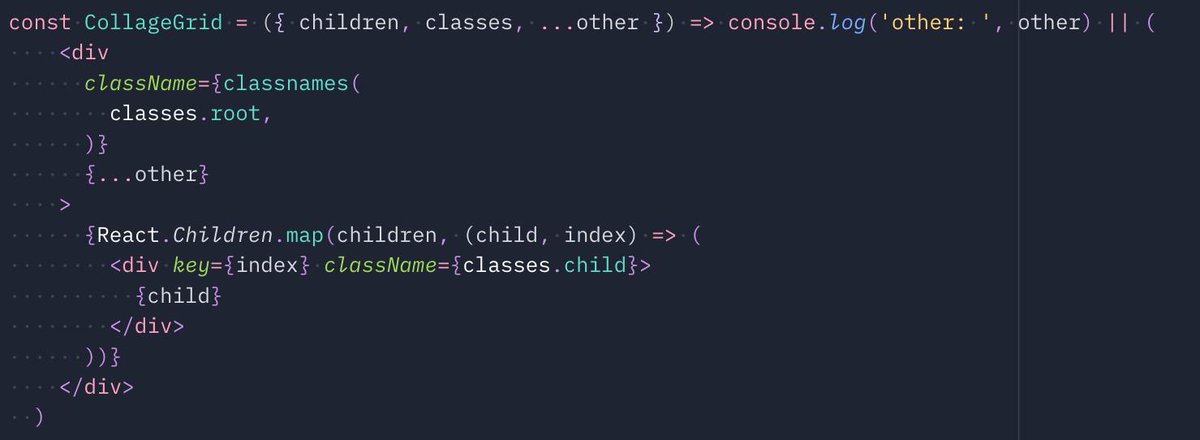 const CollageGrid = ({ children, classes, ...other }) => console.log('other: ', other) || (
    <div
      className={classnames(
        classes.root,
      )}
      {...other}
    >
      {React.Children.map(children, (child, index) => (
        <div key={index} className={classes.child}>
          {child}
        </div>
      ))}
    </div>
  )